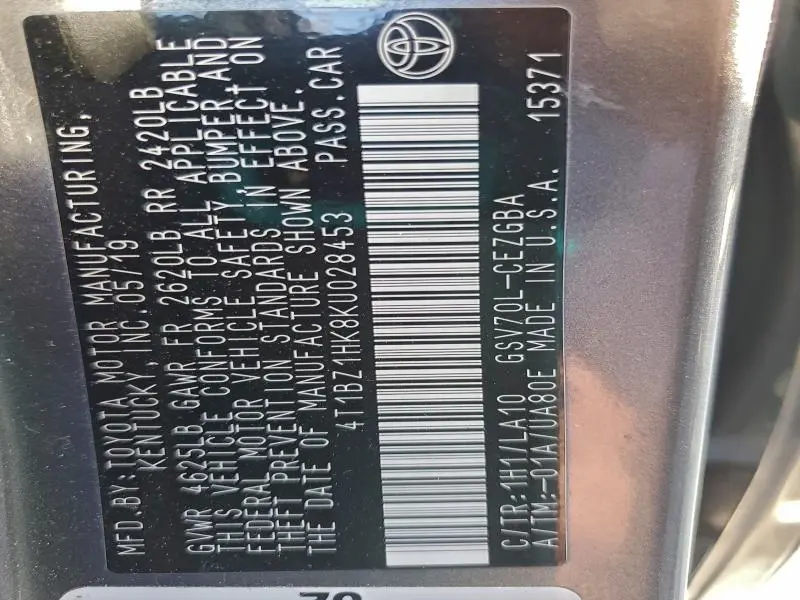 MFD.BY:TOYOTA MOTOR MANUFACTURING,
KENTUCKY, INC.05/19
GVWR 4625LB GAWR FR 2620LB RR 2420LB
THIS VEHICLE CONFORMS TO ALL APPLICABLE
FEDERAL MOTOR VEHICLE SAFETY,BUMPER,AND
THEFT PREVENTION STANDARDS IN EFFECT ON
THE DATE OF MANUFACTURE SHOWN ABOVE.
4T1BZ1HK8KU028453 PASS.CAR
C/TR:1H1/LA10 GSV70L-CEZGBA
A/TM:-01A/UA80E MADE IN U.S.A. 15371